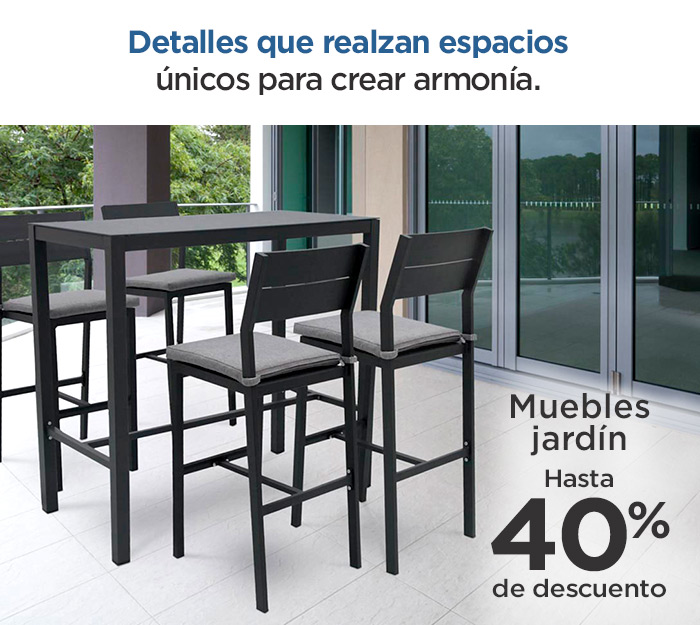 Detalles que realzan espacios
únicos para crear armonía.
Muebles
jardín
Hasta
40%
de descuento